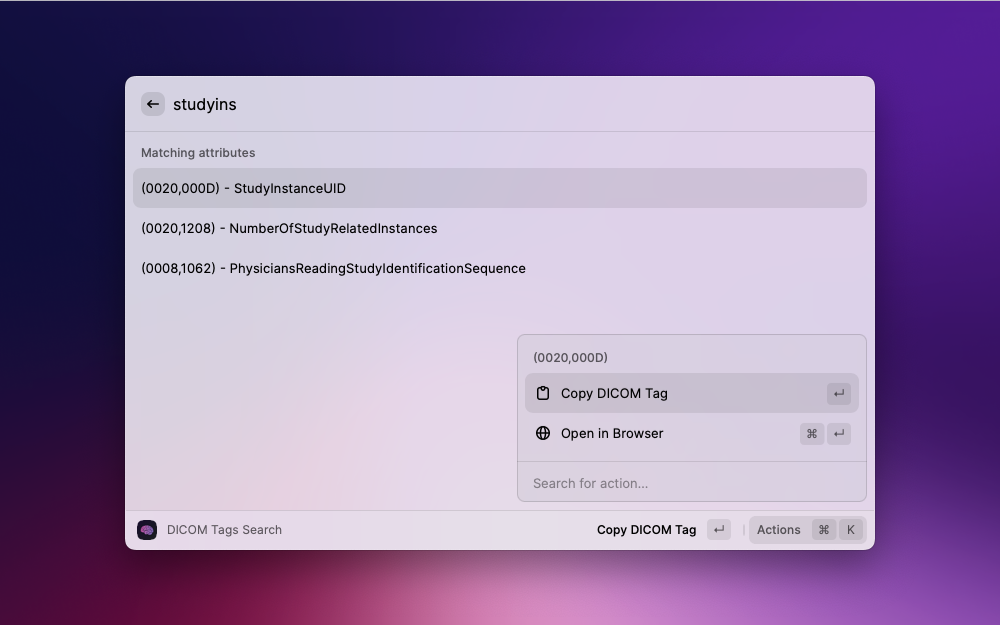 studyins
Matching attributes
(0020,000D) - StudyInstanceUID
(0020,1208) - NumberOfStudyRelatedInstances
(0008,1062) - PhysiciansReadingStudyIdentificationSequence
(0020,000D)
Copy DICOM Tag ↵
Open in Browser ⌘ ↵
Search for action...
DICOM Tags Search Copy DICOM Tag ↵ | Actions ⌘ K